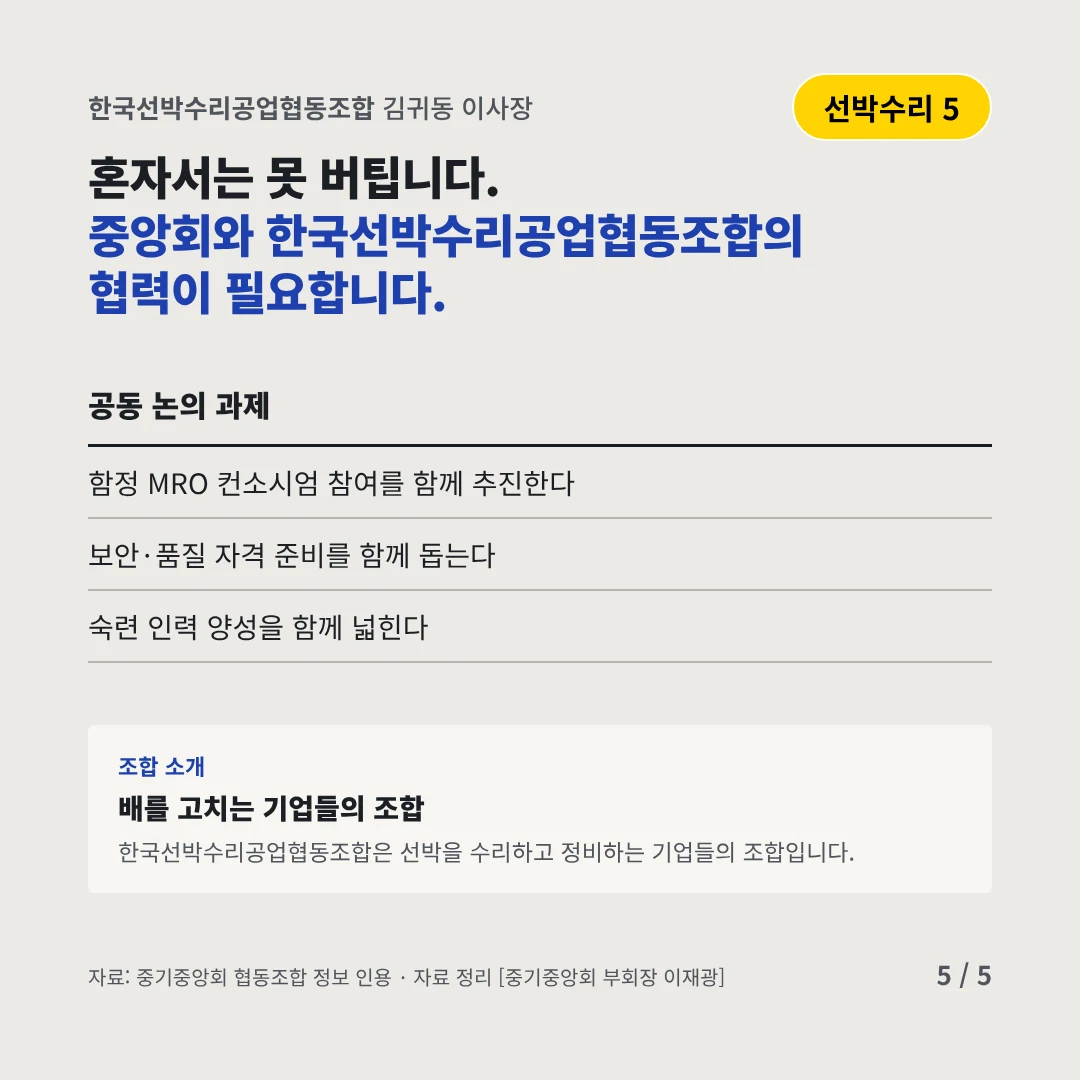 한국선박수리공업협동조합 김귀동 이사장
선박수리 5
혼자서는 못 버팁니다.
중앙회와 한국선박수리공업협동조합의
협력이 필요합니다.
공동 논의 과제
함정 MRO 컨소시엄 참여를 함께 추진한다
보안·품질 자격 준비를 함께 돕는다
숙련 인력 양성을 함께 넓힌다
조합 소개
배를 고치는 기업들의 조합
한국선박수리공업협동조합은 선박을 수리하고 정비하는 기업들의 조합입니다.
자료: 중기중앙회 협동조합 정보 인용 · 자료 정리 [중기중앙회 부회장 이재광]
5 / 5